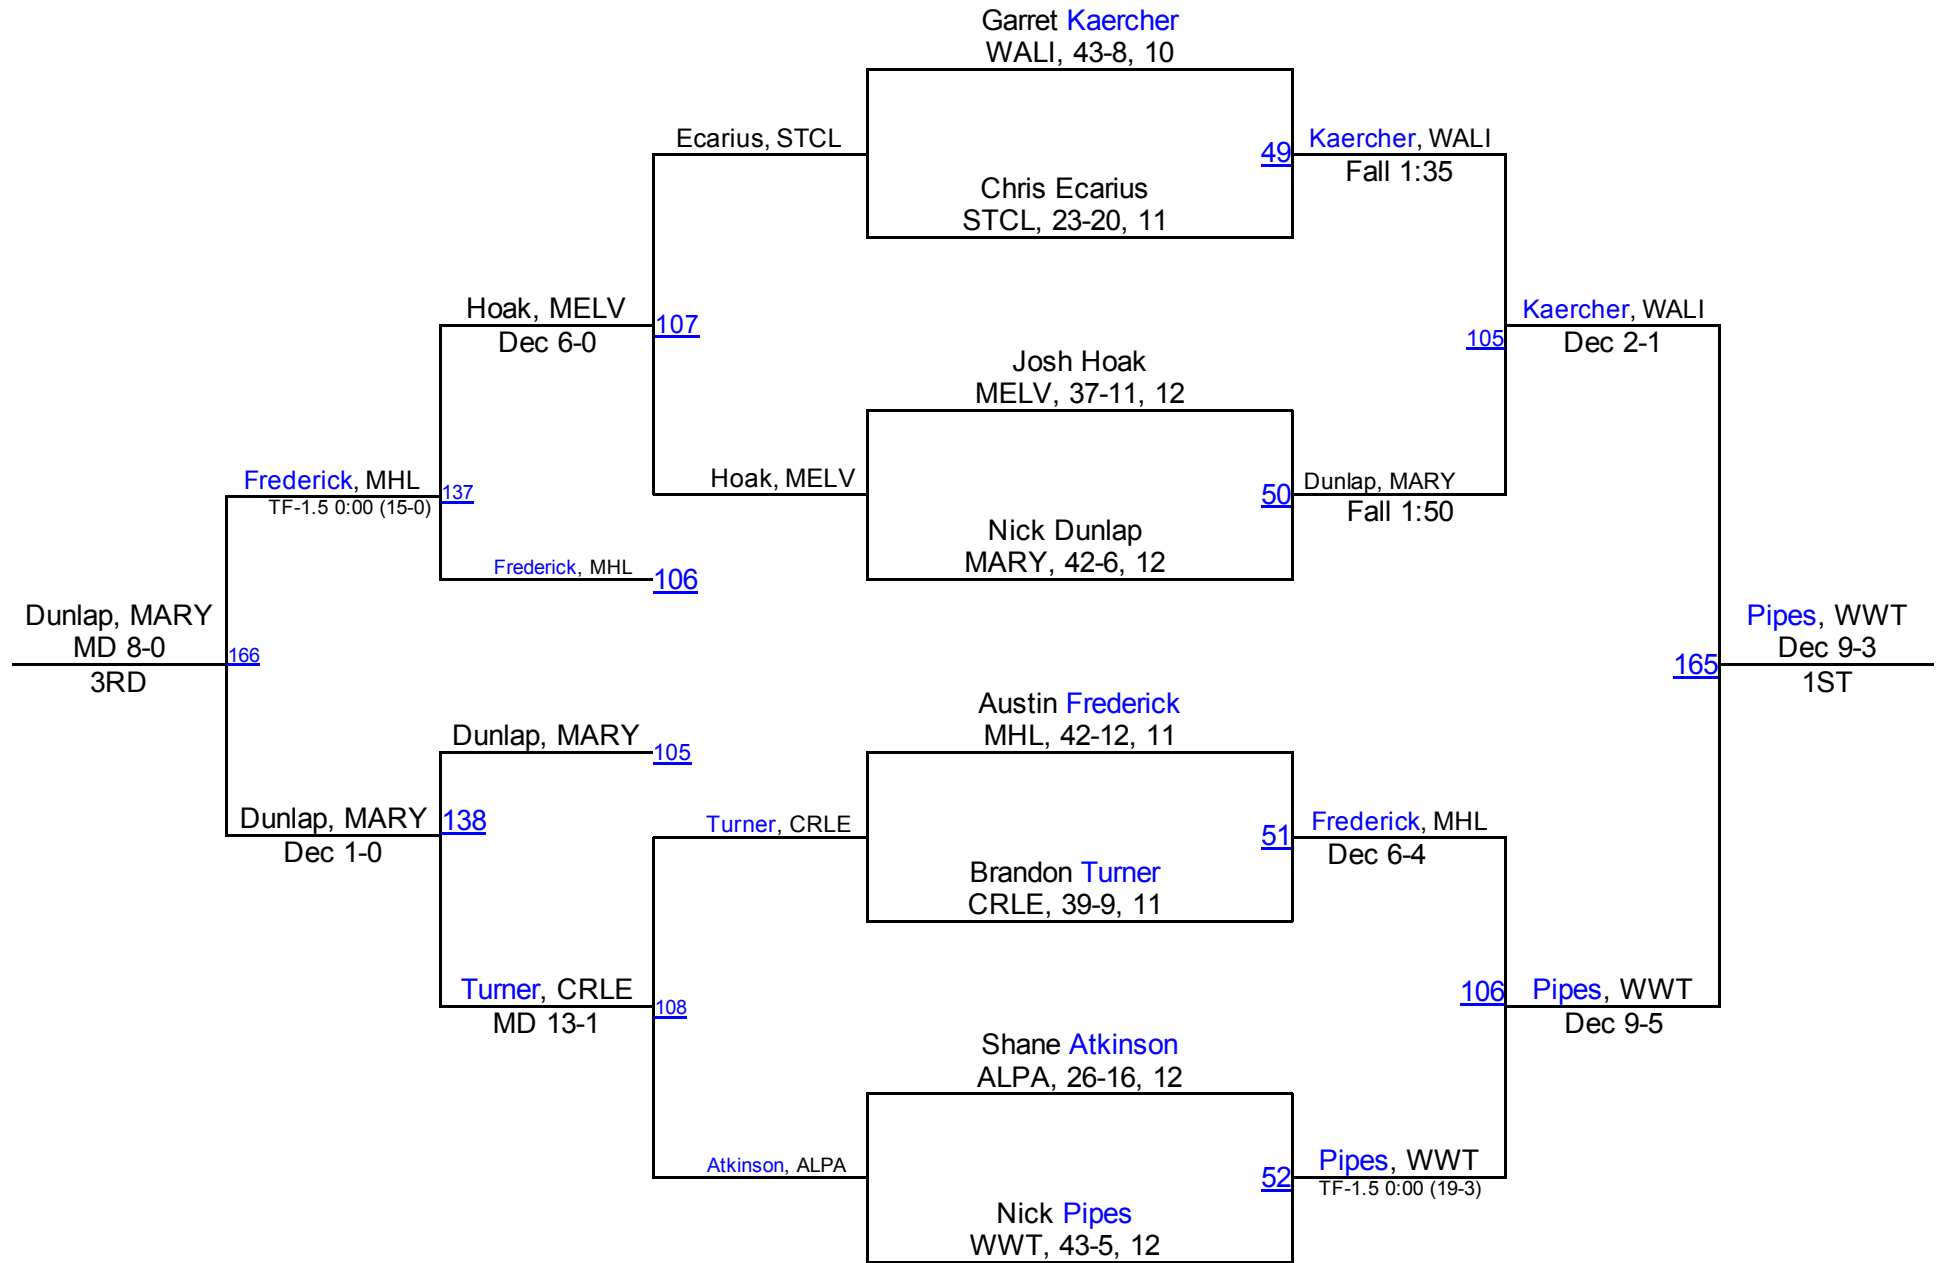 Garret Kaercher
WALI, 43-8, 10
Ecarius, STCL
49
Kaercher, WALI
Fall 1:35
Chris Ecarius
STCL, 23-20, 11
Hoak, MELV
Dec 6-0
107
105
Kaercher, WALI
Dec 2-1
Josh Hoak
MELV, 37-11, 12
Frederick, MHL
TF-1.5 0:00 (15-0)
137
Hoak, MELV
50
Dunlap, MARY
Fall 1:50
Nick Dunlap
MARY, 42-6, 12
Frederick, MHL
106
Dunlap, MARY
MD 8-0
3RD
166
165
Pipes, WWT
Dec 9-3
1ST
Austin Frederick
MHL, 42-12, 11
Dunlap, MARY
105
Dunlap, MARY
Dec 1-0
138
Turner, CRLE
51
Frederick, MHL
Dec 6-4
Brandon Turner
CRLE, 39-9, 11
Turner, CRLE
MD 13-1
108
106
Pipes, WWT
Dec 9-5
Shane Atkinson
ALPA, 26-16, 12
Atkinson, ALPA
52
Pipes, WWT
TF-1.5 0:00 (19-3)
Nick Pipes
WWT, 43-5, 12